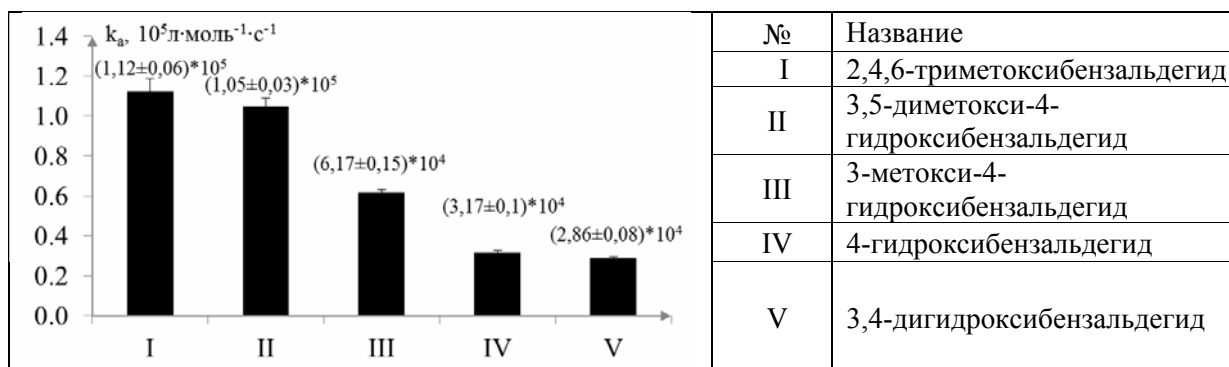 1.4
kₐ, 10⁵л·моль⁻¹·с⁻¹
1.2
(1,12±0,06)*10⁵
(1,05±0,03)*10⁵
1.0
0.8
(6,17±0,15)*10⁴
0.6
(3,17±0,1)*10⁴
0.4
(2,86±0,08)*10⁴
0.2
0.0
I II III IV V
№ Название
I 2,4,6-триметоксибензальдегид
II 3,5-диметокси-4-
гидроксибензальдегид
III 3-метокси-4-
гидроксибензальдегид
IV 4-гидроксибензальдегид
V 3,4-дигидроксибензальдегид